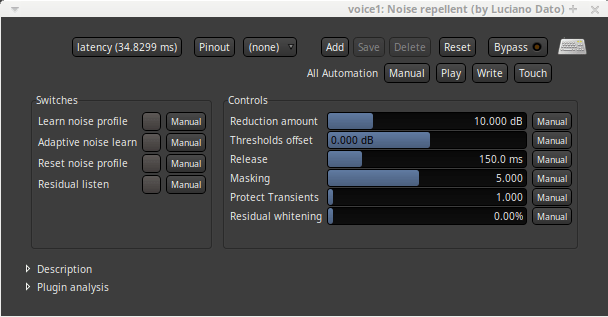 voice1: Noise repellent (by Luciano Dato)
latency (34.8299 ms) Pinout (none) Add Save Delete Reset Bypass
All Automation Manual Play Write Touch
Switches
Learn noise profile Manual
Adaptive noise learn Manual
Reset noise profile Manual
Residual listen Manual
Controls
Reduction amount 10.000 dB Manual
Thresholds offset 0.000 dB Manual
Release 150.0 ms Manual
Masking 5.000 Manual
Protect Transients 1.000 Manual
Residual whitening 0.00% Manual
Description
Plugin analysis